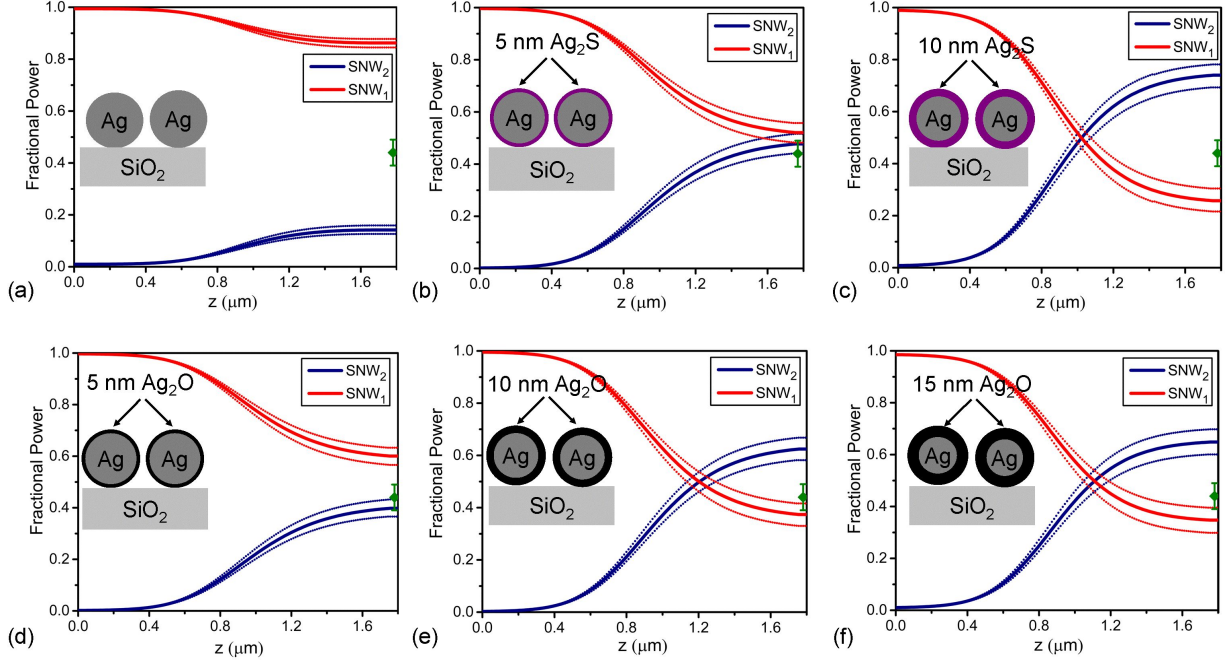 1.0
0.8
0.6
0.4
0.2
0.0
Fractional Power
SNW₂
SNW₁
Ag
Ag
SiO₂
0.0 0.4 0.8 1.2 1.6
z (μm)
(a)
1.0
0.8
0.6
0.4
0.2
0.0
Fractional Power
5 nm Ag₂S
SNW₂
SNW₁
Ag
Ag
SiO₂
0.0 0.4 0.8 1.2 1.6
z (μm)
(b)
1.0
0.8
0.6
0.4
0.2
0.0
Fractional Power
10 nm Ag₂S
SNW₂
SNW₁
Ag
Ag
SiO₂
0.0 0.4 0.8 1.2 1.6
z (μm)
(c)
1.0
0.8
0.6
0.4
0.2
0.0
Fractional Power
5 nm Ag₂O
SNW₂
SNW₁
Ag
Ag
SiO₂
0.0 0.4 0.8 1.2 1.6
z (μm)
(d)
1.0
0.8
0.6
0.4
0.2
0.0
Fractional Power
10 nm Ag₂O
SNW₂
SNW₁
Ag
Ag
SiO₂
0.0 0.4 0.8 1.2 1.6
z (μm)
(e)
1.0
0.8
0.6
0.4
0.2
0.0
Fractional Power
15 nm Ag₂O
SNW₂
SNW₁
Ag
Ag
SiO₂
0.0 0.4 0.8 1.2 1.6
z (μm)
(f)